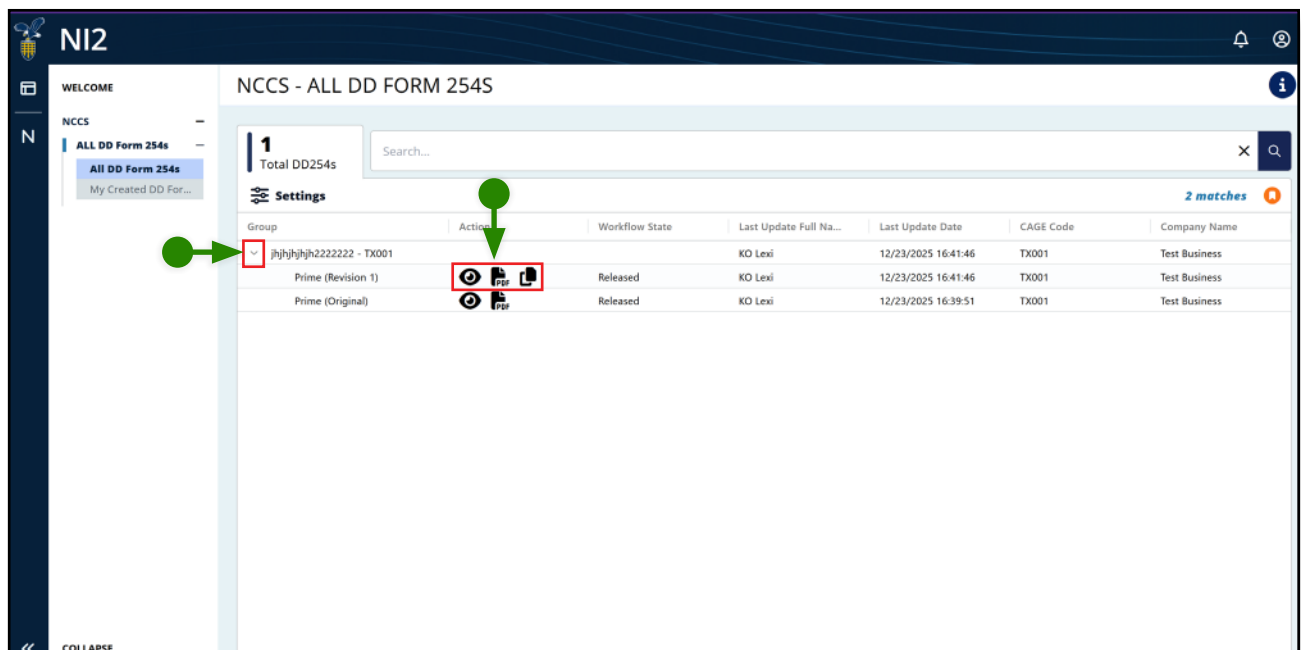 NI2
WELCOME
NCCS - ALL DD FORM 254S
NCCS
N
ALL DD Form 254s
All DD Form 254s
My Created DD For...
1
Total DD254s
Search...
Settings
2 matches
Group Action Workflow State Last Update Full Na... Last Update Date CAGE Code Company Name
jhjhjhjhjh2222222 - TX001 KO Lexi 12/23/2025 16:41:46 TX001 Test Business
Prime (Revision 1) PDF Released KO Lexi 12/23/2025 16:41:46 TX001 Test Business
Prime (Original) PDF Released KO Lexi 12/23/2025 16:39:51 TX001 Test Business
COLLAPSE